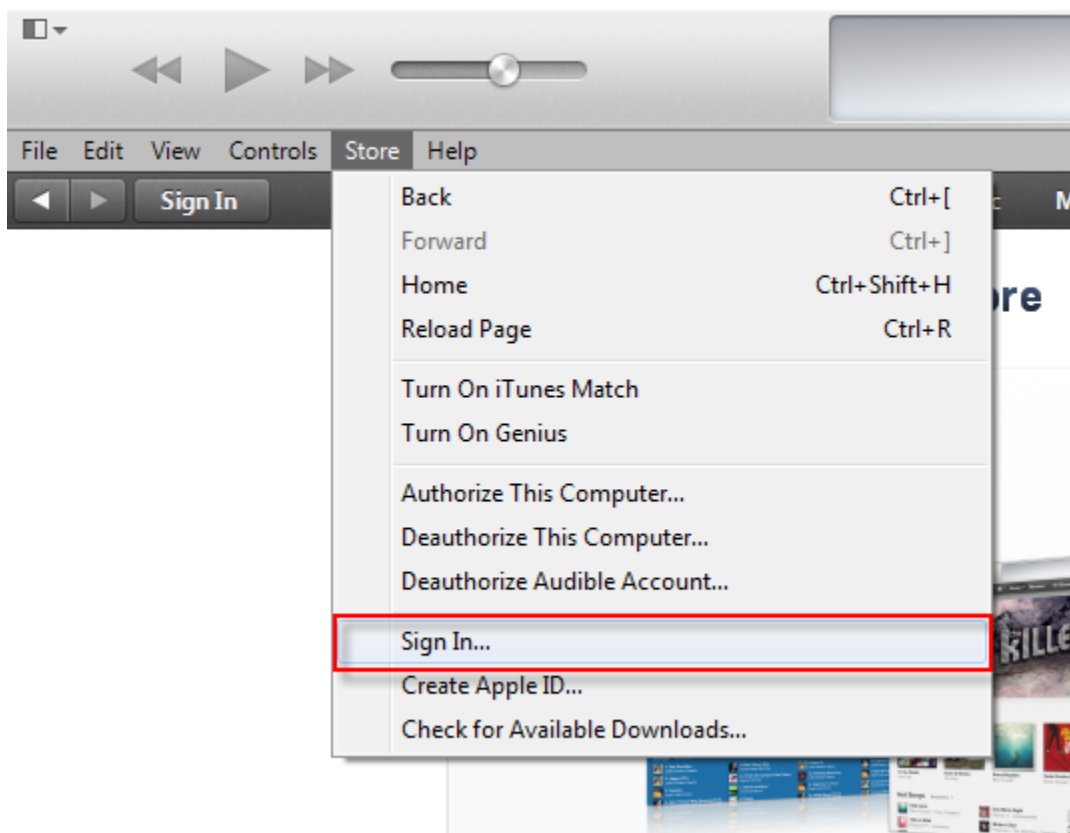 File Edit View Controls Store Help
Sign In
Back Ctrl+[
Forward Ctrl+]
Home Ctrl+Shift+H
Reload Page Ctrl+R
Turn On iTunes Match
Turn On Genius
Authorize This Computer...
Deauthorize This Computer...
Deauthorize Audible Account...
Sign In...
Create Apple ID...
Check for Available Downloads...
c M
ore
KILLE